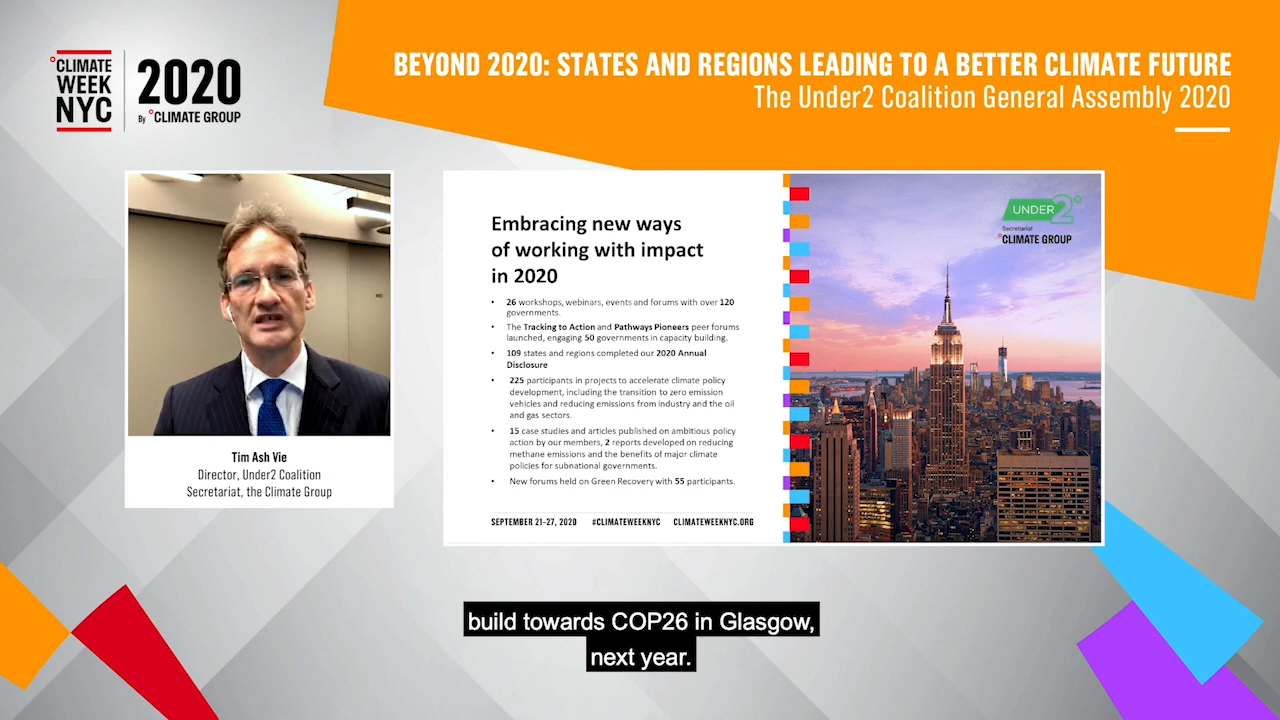 °CLIMATE
WEEK
NYC
2020
By °CLIMATE GROUP
BEYOND 2020: STATES AND REGIONS LEADING TO A BETTER CLIMATE FUTURE
The Under2 Coalition General Assembly 2020
Tim Ash Vie
Director, Under2 Coalition
Secretariat, the Climate Group
Embracing new ways
of working with impact
in 2020
• 26 workshops, webinars, events and forums with over 120
governments.
• The Tracking to Action and Pathways Pioneers peer forums
launched, engaging 50 governments in capacity building.
• 109 states and regions completed our 2020 Annual
Disclosure
• 225 participants in projects to accelerate climate policy
development, including the transition to zero emission
vehicles and reducing emissions from industry and the oil
and gas sectors.
• 15 case studies and articles published on ambitious policy
action by our members, 2 reports developed on reducing
methane emissions and the benefits of major climate
policies for subnational governments.
• New forums held on Green Recovery with 55 participants.
SEPTEMBER 21-27, 2020 #CLIMATEWEEKNYC CLIMATEWEEKNYC.ORG
UNDER2°
Secretariat
°CLIMATE GROUP
build towards COP26 in Glasgow,
next year.